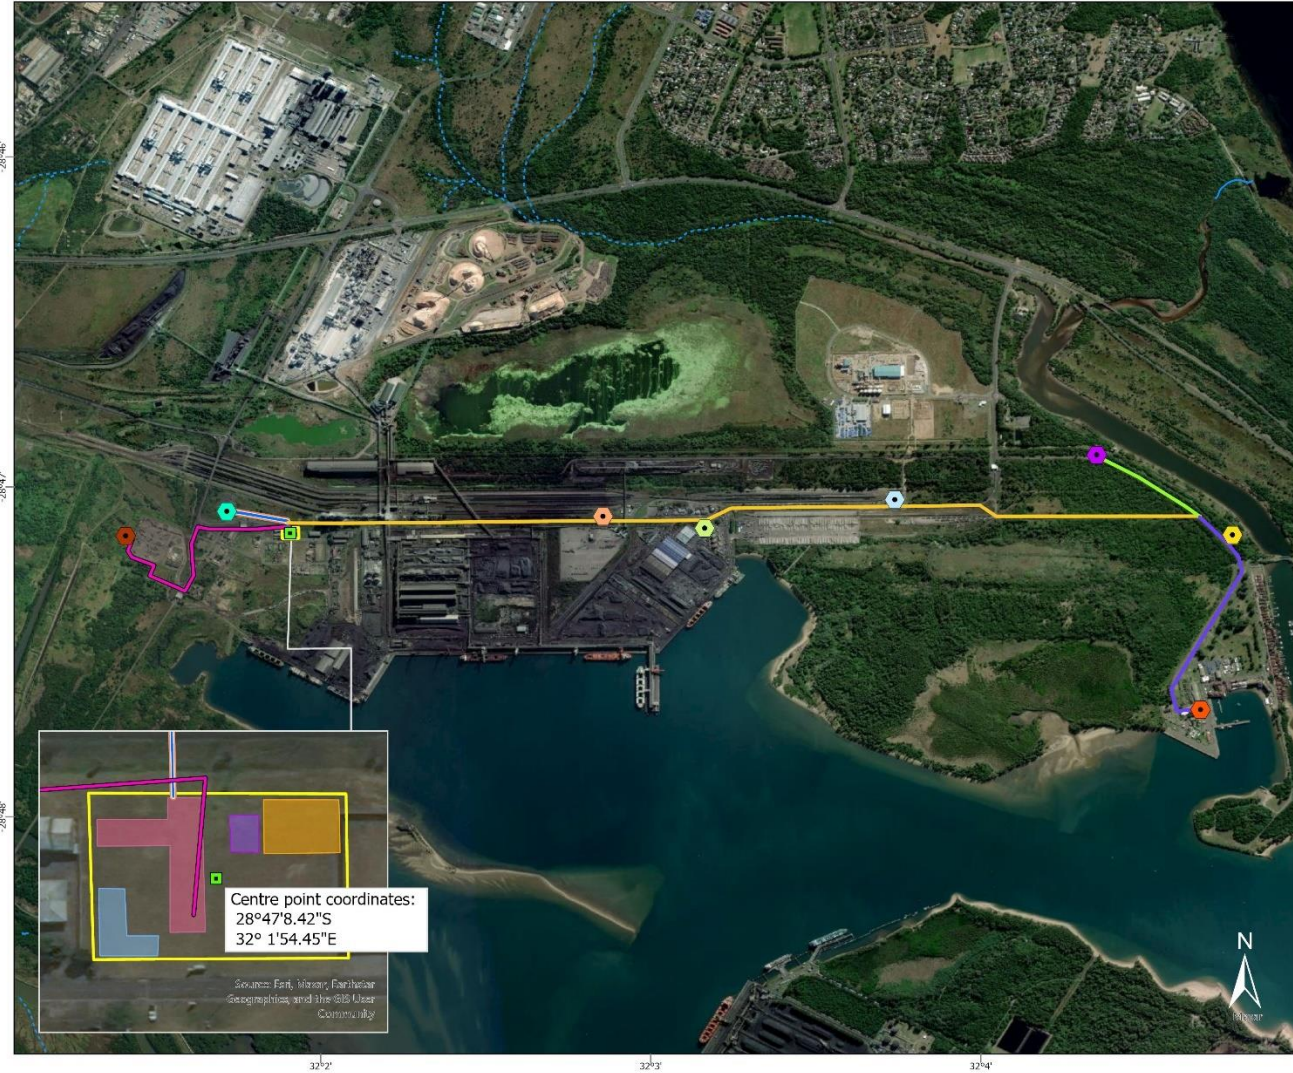 -28°46'
-28°47'
-28°48'
Centre point coordinates:
28°47'8.42"S
32° 1'54.45"E
Source: Esri, Maxar, Earthstar
Geographics, and the GIS User
Community
N
Maxar
32°2'
32°3'
32°4'